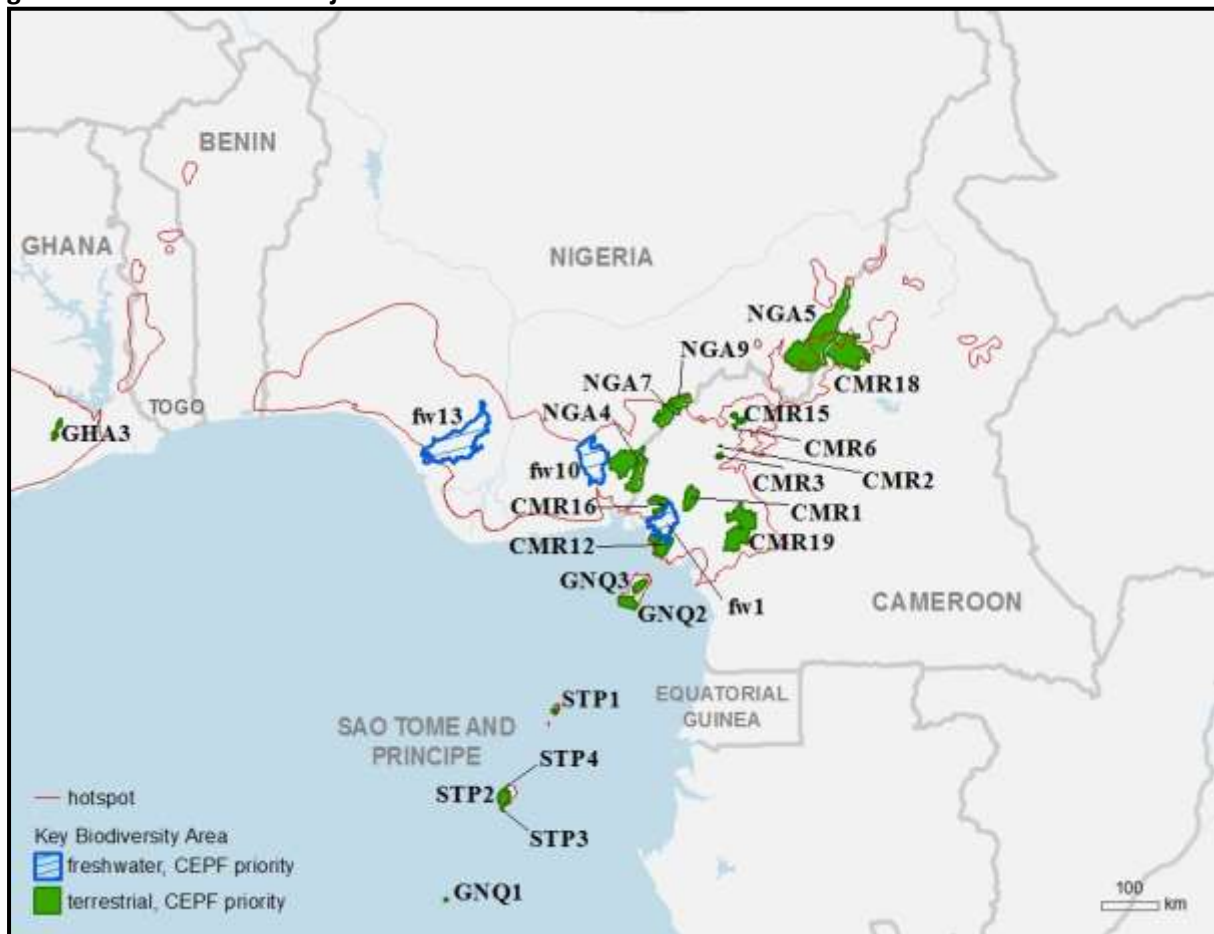 BENIN
GHANA
NIGERIA
NGA5
NGA9
NGA7
CMR18
NGA4
CMR15
TOGO
fw13
GHA3
CMR6
fw10
CMR2
CMR3
CMR16
CMR1
CMR12
CMR19
GNQ3
GNQ2
fw1
CAMEROON
STP1
EQUATORIAL
GUINEA
SAO TOME AND
PRINCIPE
STP4
STP2
STP3
GNQ1
hotspot
Key Biodiversity Area
freshwater, CEPF priority
terrestrial, CEPF priority
100
km